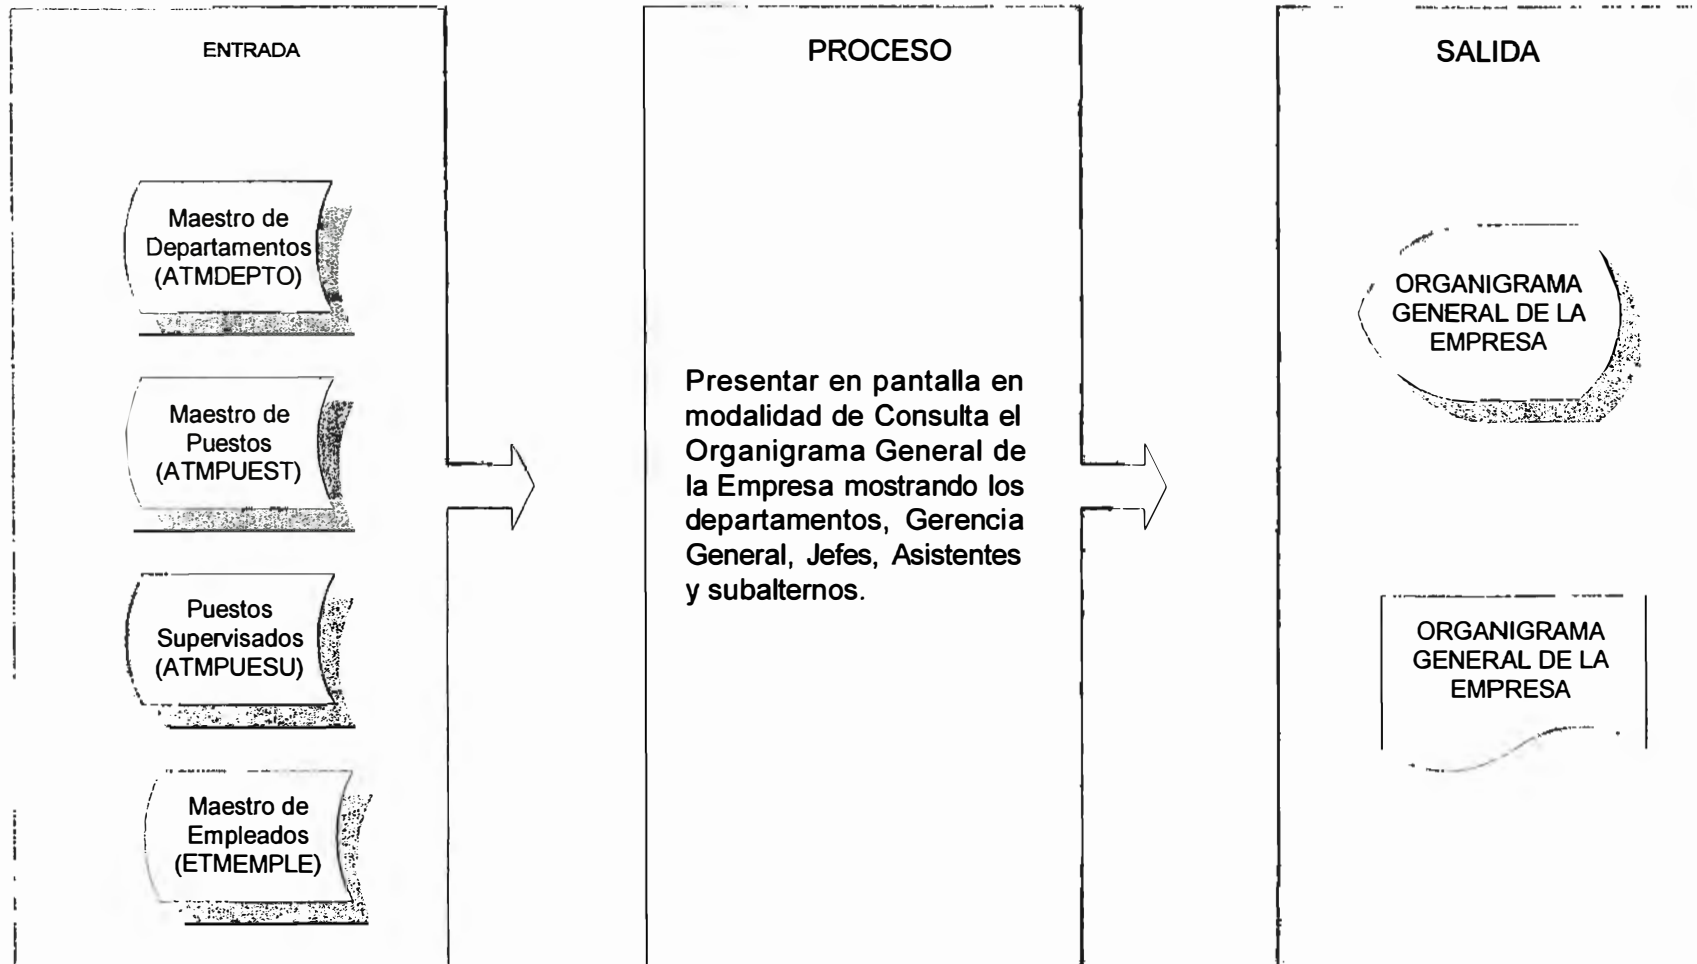 ENTRADA
Maestro de
Departamentos
(ATMDEPTO)
Maestro de
Puestos
(ATMPUEST)
Puestos
Supervisados
(ATMPUESU)
Maestro de
Empleados
(ETMEMPLE)
PROCESO
Presentar en pantalla en
modalidad de Consulta el
Organigrama General de
la Empresa mostrando los
departamentos, Gerencia
General, Jefes, Asistentes
y subalternos.
SALIDA
ORGANIGRAMA
GENERAL DE LA
EMPRESA
ORGANIGRAMA
GENERAL DE LA
EMPRESA